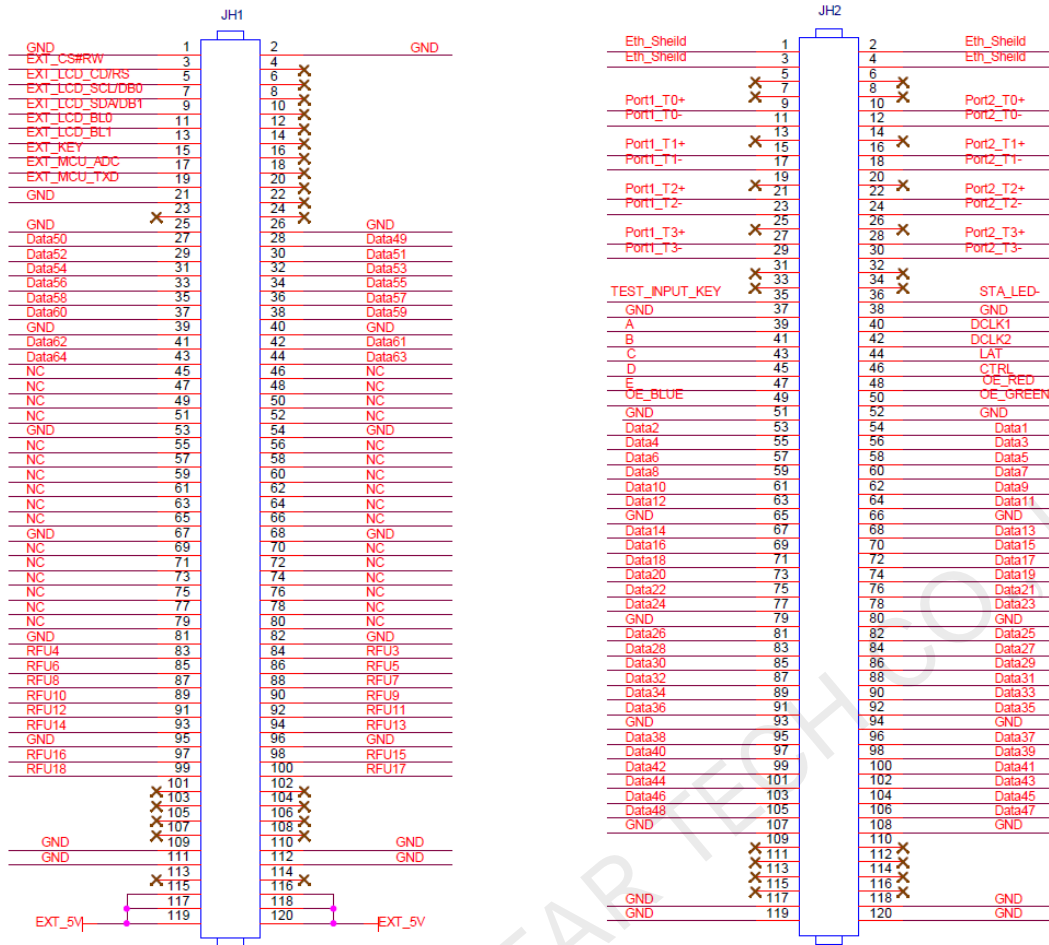 JH1
GND 1 2 GND
EXT_CS#RW 3 4
EXT_LCD_CD/RS 5 6
EXT_LCD_SCL/DB0 7 8
EXT_LCD_SDA/DB1 9 10
EXT_LCD_BL0 11 12
EXT_LCD_BL1 13 14
EXT_KEY 15 16
EXT_MCU_ADC 17 18
EXT_MCU_TXD 19 20
GND 21 22
23 24
GND 25 26 GND
Data50 27 28 Data49
Data52 29 30 Data51
Data54 31 32 Data53
Data56 33 34 Data55
Data58 35 36 Data57
Data60 37 38 Data59
GND 39 40 GND
Data62 41 42 Data61
Data64 43 44 Data63
NC 45 46 NC
NC 47 48 NC
NC 49 50 NC
NC 51 52 NC
GND 53 54 GND
NC 55 56 NC
NC 57 58 NC
NC 59 60 NC
NC 61 62 NC
NC 63 64 NC
NC 65 66 NC
GND 67 68 GND
NC 69 70 NC
NC 71 72 NC
NC 73 74 NC
NC 75 76 NC
NC 77 78 NC
NC 79 80 NC
GND 81 82 GND
RFU4 83 84 RFU3
RFU6 85 86 RFU5
RFU8 87 88 RFU7
RFU10 89 90 RFU9
RFU12 91 92 RFU11
RFU14 93 94 RFU13
GND 95 96 GND
RFU16 97 98 RFU15
RFU18 99 100 RFU17
101 102
103 104
105 106
107 108
GND 109 110 GND
GND 111 112 GND
113 114
115 116
117 118
EXT_5V 119 120 EXT_5V
JH2
Eth_Sheild 1 2 Eth_Sheild
Eth_Sheild 3 4 Eth_Sheild
5 6
7 8
Port1_T0+ 9 10 Port2_T0+
Port1_T0- 11 12 Port2_T0-
13 14
Port1_T1+ 15 16 Port2_T1+
Port1_T1- 17 18 Port2_T1-
19 20
Port1_T2+ 21 22 Port2_T2+
Port1_T2- 23 24 Port2_T2-
25 26
Port1_T3+ 27 28 Port2_T3+
Port1_T3- 29 30 Port2_T3-
31 32
33 34
TEST_INPUT_KEY 35 36 STA_LED-
GND 37 38 GND
A 39 40 DCLK1
B 41 42 DCLK2
C 43 44 LAT
D 45 46 CTRL
E 47 48 OE_RED
OE_BLUE 49 50 OE_GREEN
GND 51 52 GND
Data2 53 54 Data1
Data4 55 56 Data3
Data6 57 58 Data5
Data8 59 60 Data7
Data10 61 62 Data9
Data12 63 64 Data11
GND 65 66 GND
Data14 67 68 Data13
Data16 69 70 Data15
Data18 71 72 Data17
Data20 73 74 Data19
Data22 75 76 Data21
Data24 77 78 Data23
GND 79 80 GND
Data26 81 82 Data25
Data28 83 84 Data27
Data30 85 86 Data29
Data32 87 88 Data31
Data34 89 90 Data33
Data36 91 92 Data35
GND 93 94 GND
Data38 95 96 Data37
Data40 97 98 Data39
Data42 99 100 Data41
Data44 101 102 Data43
Data46 103 104 Data45
Data48 105 106 Data47
GND 107 108 GND
109 110
111 112
113 114
115 116
GND 117 118 GND
GND 119 120 GND
TAR TECH CO.,